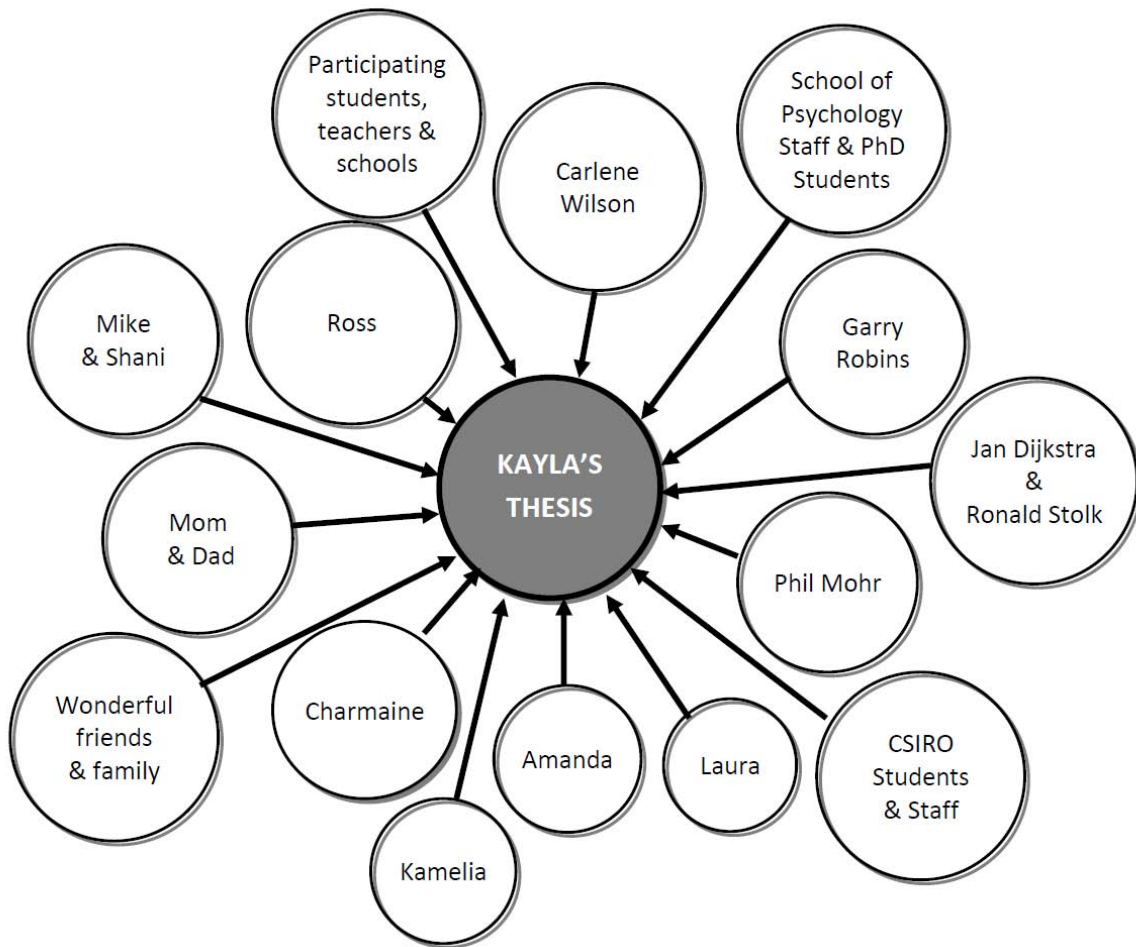 Participating
students,
teachers &
schools
Carlene
Wilson
School of
Psychology
Staff & PhD
Students
Mike
& Shani
Ross
Garry
Robins
KAYLA'S
THESIS
Jan Dijkstra
&
Ronald Stolk
Mom
& Dad
Phil Mohr
Wonderful
friends
& family
Charmaine
Amanda
Laura
CSIRO
Students
& Staff
Kamelia